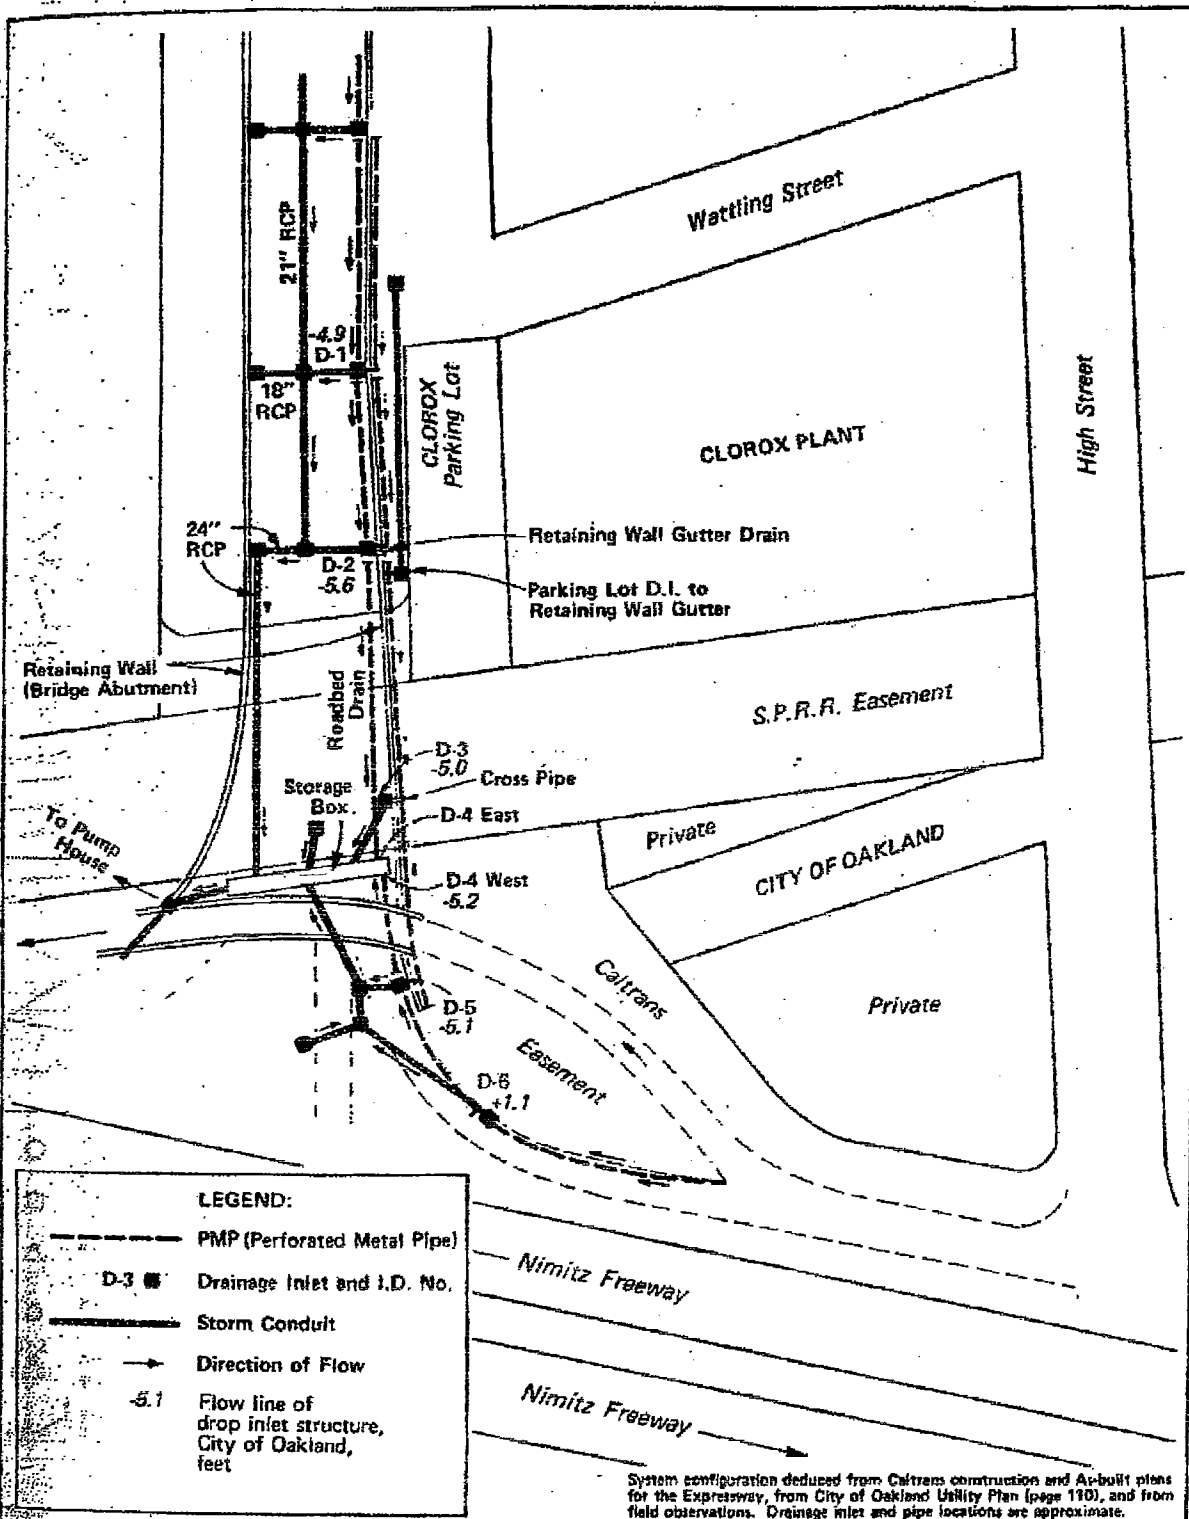 Wattling Street
21" RCP
-4.9
D-1
18"
RCP
CLOROX
Parking Lot
CLOROX PLANT
High Street
24"
RCP
D-2
-5.6
Retaining Wall Gutter Drain
Parking Lot D.I. to
Retaining Wall Gutter
Retaining Wall
(Bridge Abutment)
Roadbed
Drain
S.P.R.R. Easement
D-3
-5.0
Cross Pipe
Storage
Box
D-4 East
To Pump
House
Private
CITY OF OAKLAND
D-4 West
-5.2
Caltrans
Easement
Private
D-5
-5.1
D-6
+1.1
LEGEND:
PMP (Perforated Metal Pipe)
D-3 Drainage Inlet and I.D. No.
Storm Conduit
Direction of Flow
-5.1 Flow line of
drop inlet structure,
City of Oakland,
feet
Nimitz Freeway
Nimitz Freeway
System configuration deduced from Caltrans construction and As-built plans
for the Expressway, from City of Oakland Utility Plan (page 110), and from
field observations. Drainage inlet and pipe locations are approximate.